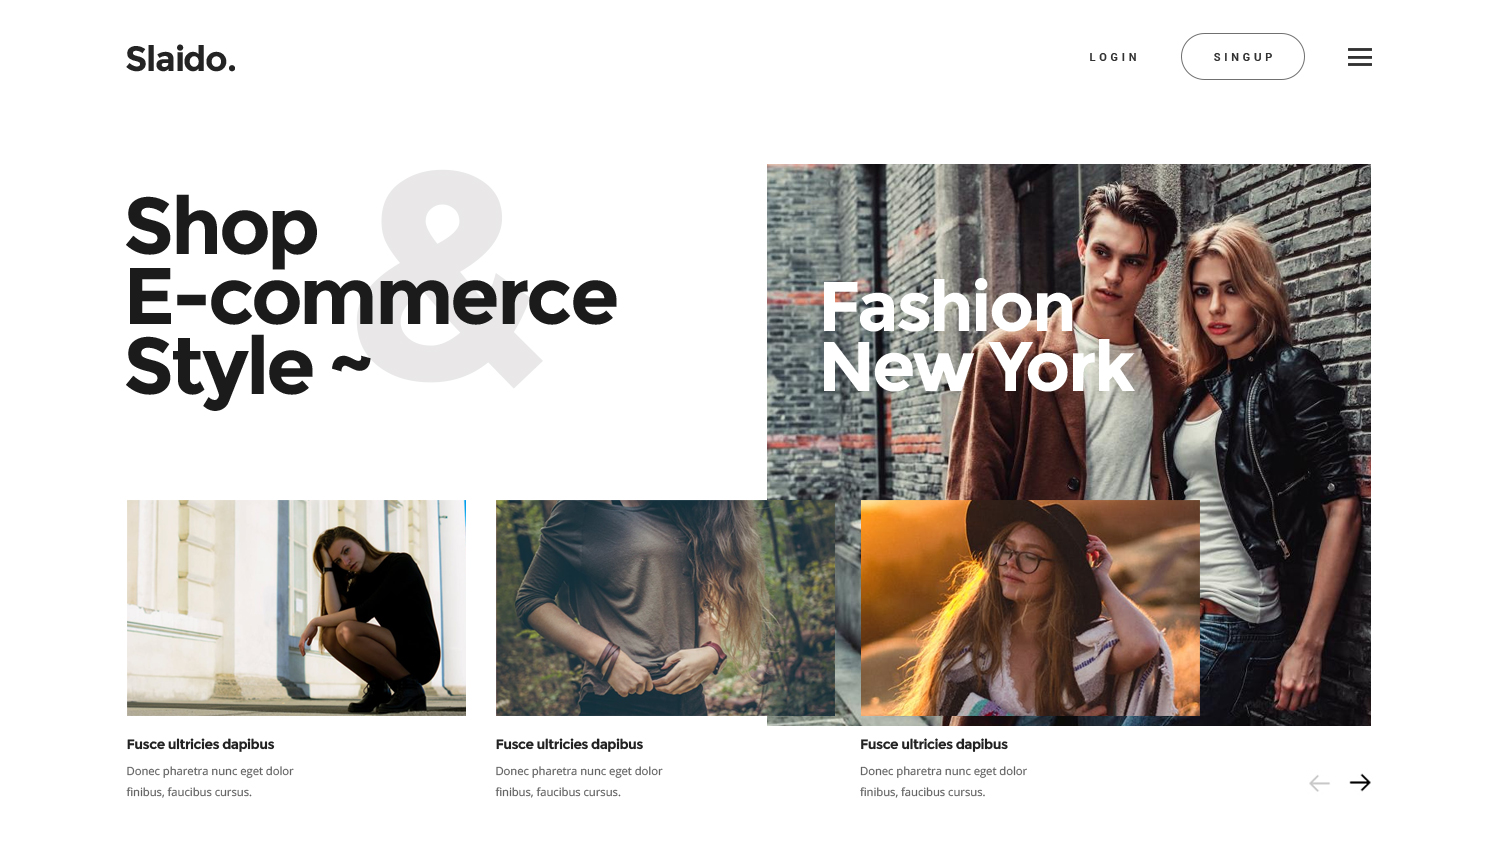 Slaido.
LOGIN
SINGUP
&
Shop
E-commerce
Style ~
Fashion
New York
Fusce ultricies dapibus
Donec pharetra nunc eget dolor
finibus, faucibus cursus.
Fusce ultricies dapibus
Donec pharetra nunc eget dolor
finibus, faucibus cursus.
Fusce ultricies dapibus
Donec pharetra nunc eget dolor
finibus, faucibus cursus.